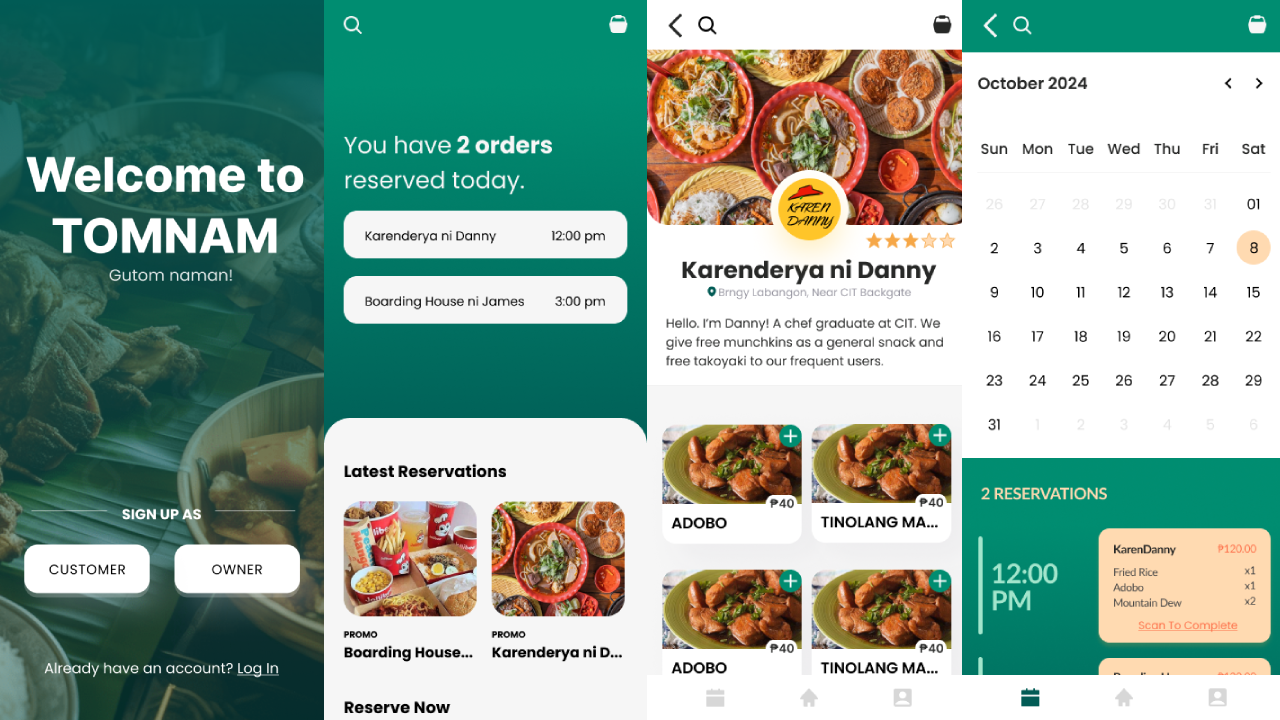 Welcome to
TOMNAM
Gutom naman!
SIGN UP AS
CUSTOMER
OWNER
Already have an account? Log In
You have 2 orders
reserved today.
Karenderya ni Danny 12:00 pm
Boarding House ni James 3:00 pm
Latest Reservations
PROMO
Boarding House...
PROMO
Karenderya ni D...
Reserve Now
KAREN
DANNY
Karenderya ni Danny
Brngy Labangon, Near CIT Backgate
Hello. I'm Danny! A chef graduate at CIT. We
give free munchkins as a general snack and
free takoyaki to our frequent users.
₱40
ADOBO
₱40
TINOLANG MA...
₱40
ADOBO
₱40
TINOLANG MA...
October 2024
Sun Mon Tue Wed Thu Fri Sat
26 27 28 29 30 31 01
2 3 4 5 6 7 8
9 10 11 12 13 14 15
16 17 18 19 20 21 22
23 24 25 26 27 28 29
31 1 2 3 4 5 6
2 RESERVATIONS
12:00
PM
KarenDanny ₱120.00
Fried Rice x1
Adobo x1
Mountain Dew x2
Scan To Complete